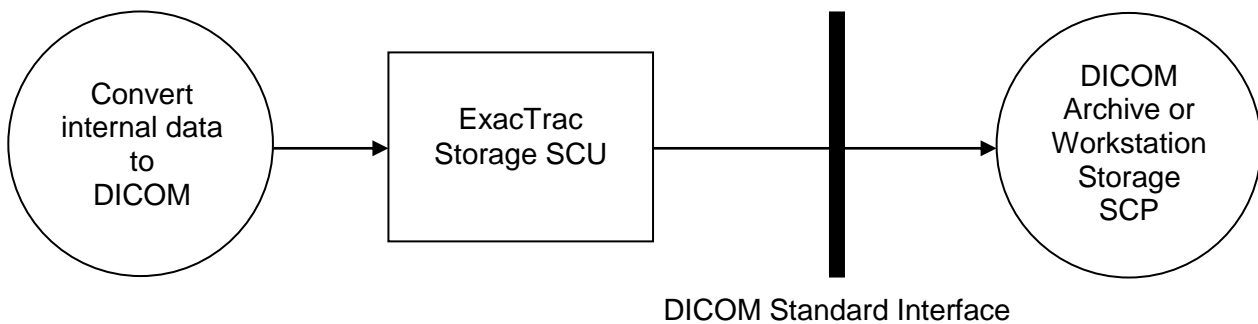 Convert
internal data
to
DICOM
ExacTrac
Storage SCU
DICOM
Archive or
Workstation
Storage
SCP
DICOM Standard Interface